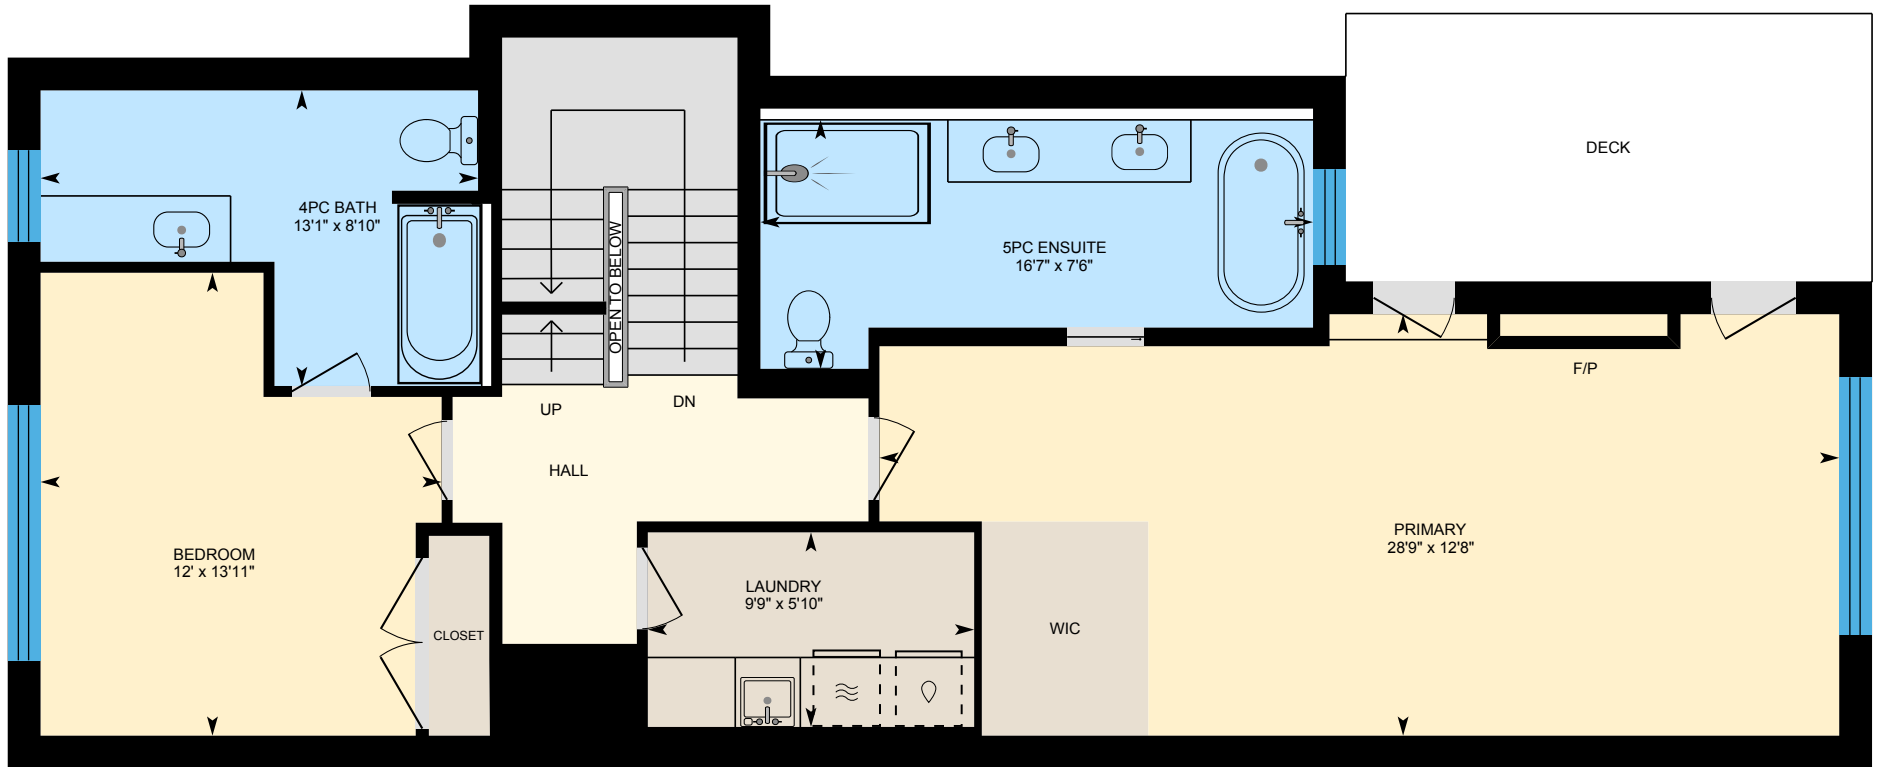 DECK
4PC BATH
13'1" x 8'10"
OPEN TO BELOW
5PC ENSUITE
16'7" x 7'6"
F/P
UP
DN
HALL
PRIMARY
28'9" x 12'8"
BEDROOM
12' x 13'11"
LAUNDRY
9'9" x 5'10"
CLOSET
WIC